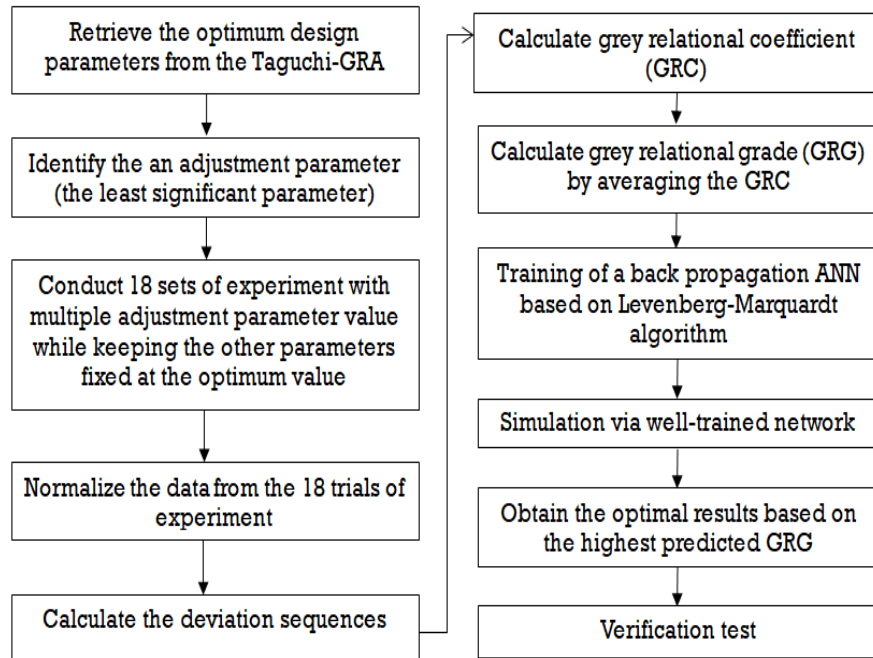 Retrieve the optimum design
parameters from the Taguchi-GRA
Identify the an adjustment parameter
(the least significant parameter)
Conduct 18 sets of experiment with
multiple adjustment parameter value
while keeping the other parameters
fixed at the optimum value
Normalize the data from the 18 trials of
experiment
Calculate the deviation sequences
Calculate grey relational coefficient
(GRC)
Calculate grey relational grade (GRG)
by averaging the GRC
Training of a back propagation ANN
based on Levenberg-Marquardt
algorithm
Simulation via well-trained network
Obtain the optimal results based on
the highest predicted GRG
Verification test